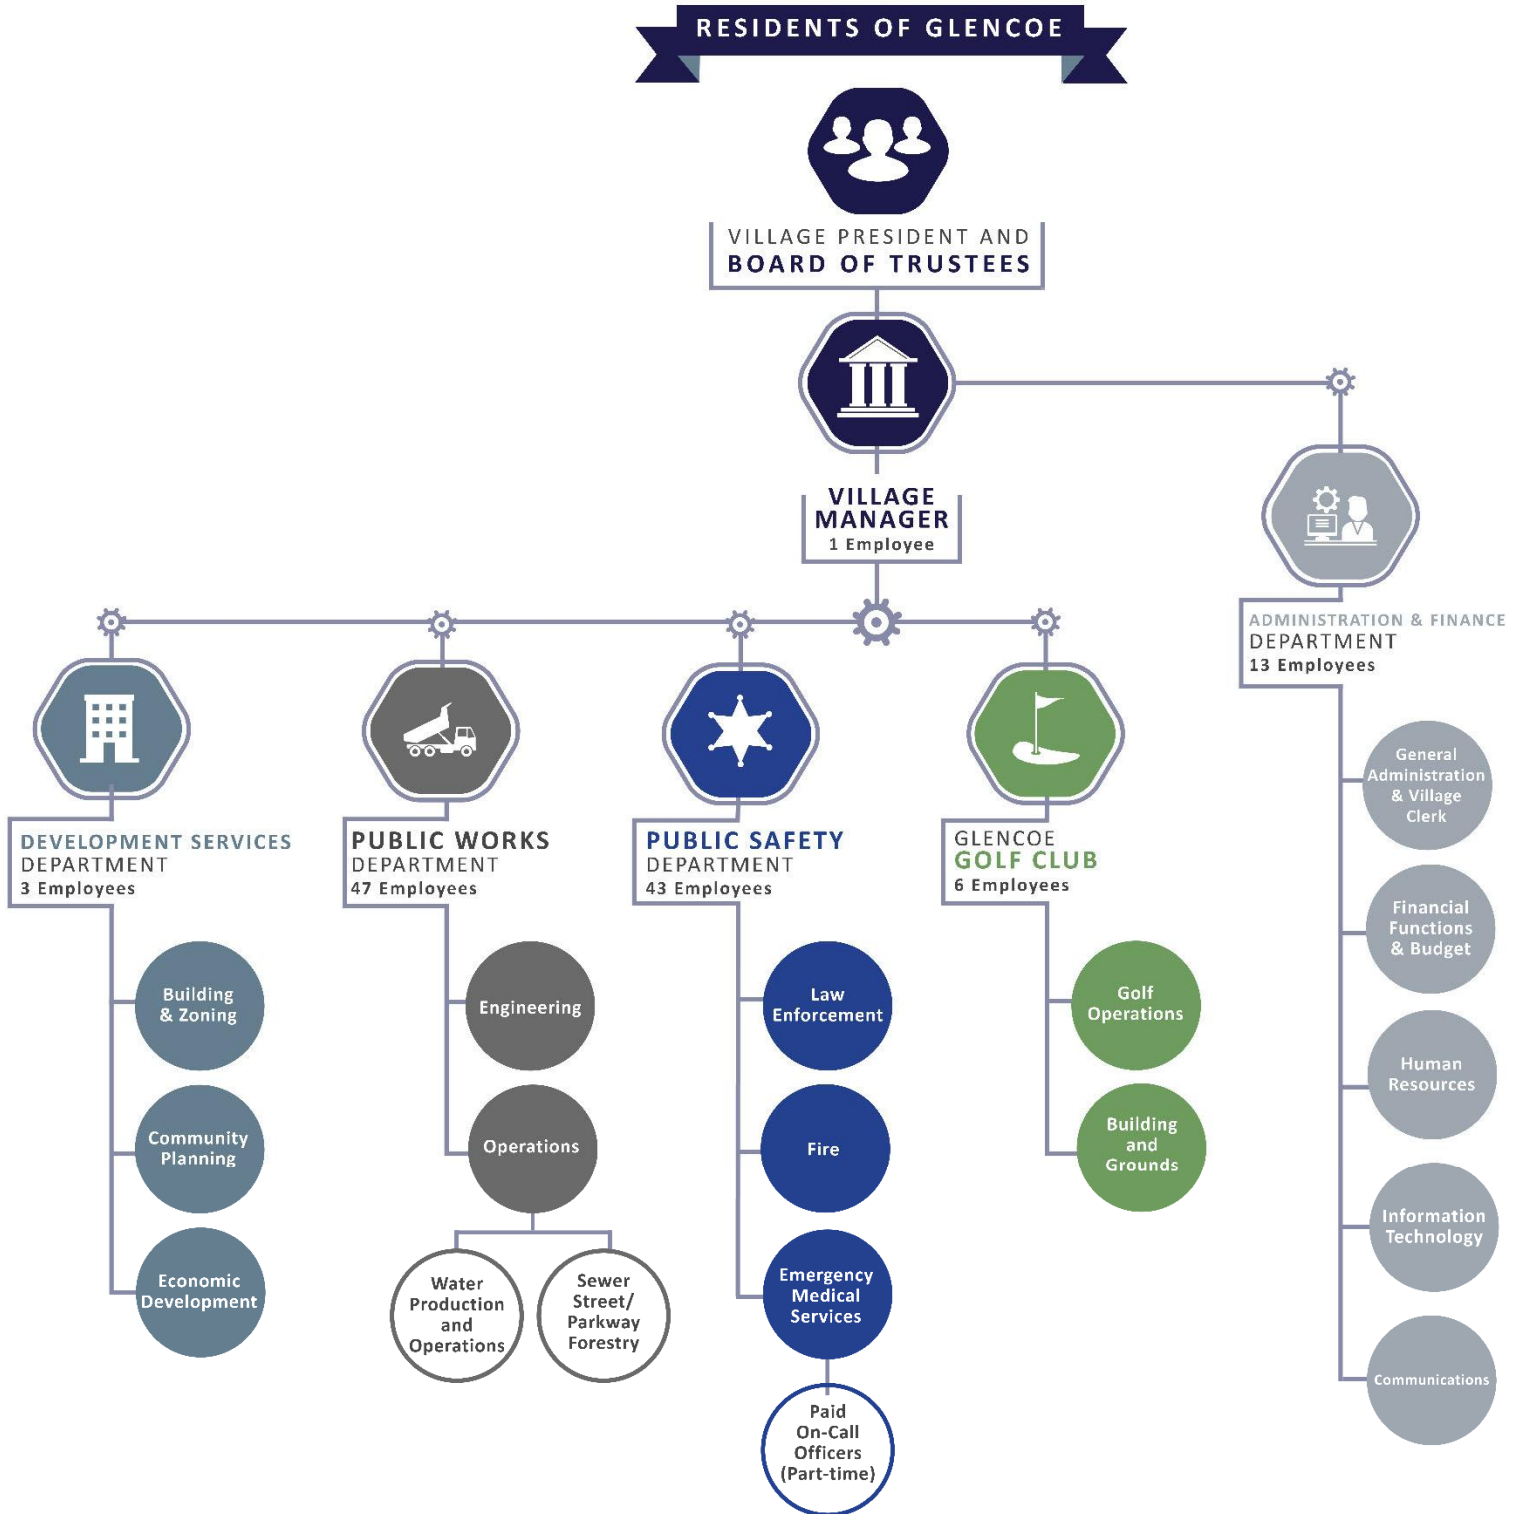 RESIDENTS OF GLENCOE
VILLAGE PRESIDENT AND
BOARD OF TRUSTEES
VILLAGE
MANAGER
1 Employee
ADMINISTRATION & FINANCE
DEPARTMENT
13 Employees
General
Administration
& Village
Clerk
Financial
Functions
& Budget
Human
Resources
Information
Technology
Communications
DEVELOPMENT SERVICES
DEPARTMENT
3 Employees
Building
& Zoning
Community
Planning
Economic
Development
PUBLIC WORKS
DEPARTMENT
47 Employees
Engineering
Operations
Water
Production
and
Operations
Sewer
Street/
Parkway
Forestry
PUBLIC SAFETY
DEPARTMENT
43 Employees
Law
Enforcement
Fire
Emergency
Medical
Services
Paid
On-Call
Officers
(Part-time)
GLENCOE
GOLF CLUB
6 Employees
Golf
Operations
Building
and
Grounds